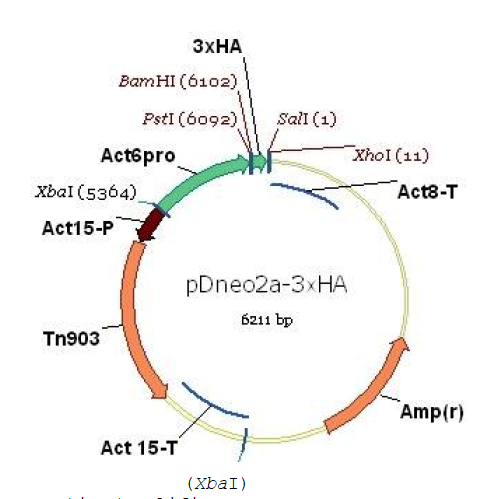 3xHA
BamHI (6102)
PstI (6092)
SalI (1)
Act6pro
XhoI (11)
XbaI (5364)
Act8-T
Act15-P
pDneo2a-3xHA
6211 bp
Tn903
Amp(r)
Act 15-T
(XbaI)